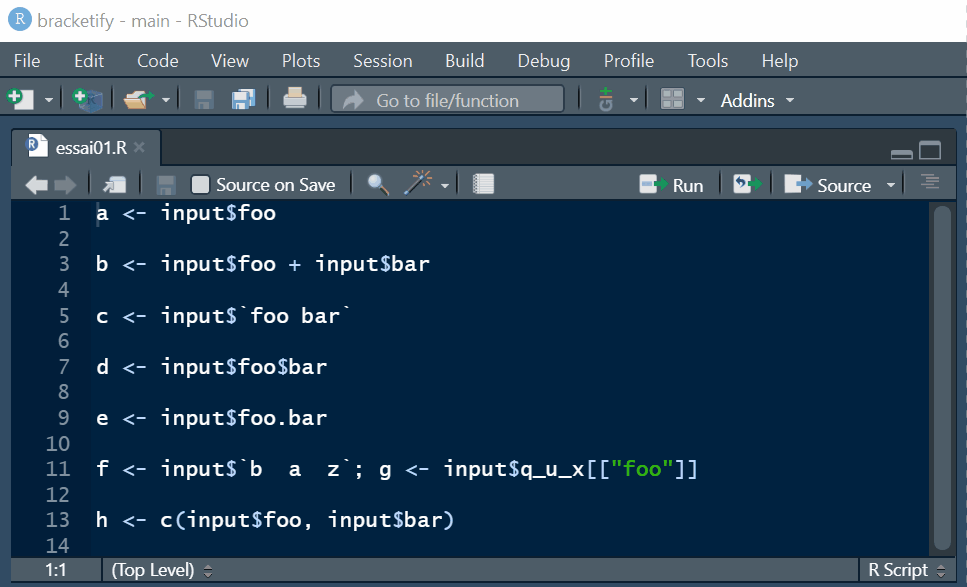 R bracketify - main - RStudio
File Edit Code View Plots Session Build Debug Profile Tools Help
Go to file/function Git Addins
essai01.R
Source on Save Run Source
1 a <- input$foo
2
3 b <- input$foo + input$bar
4
5 c <- input$`foo bar`
6
7 d <- input$foo$bar
8
9 e <- input$foo.bar
10
11 f <- input$`b  a  z`; g <- input$q_u_x[["foo"]]
12
13 h <- c(input$foo, input$bar)
14
1:1 (Top Level) R Script